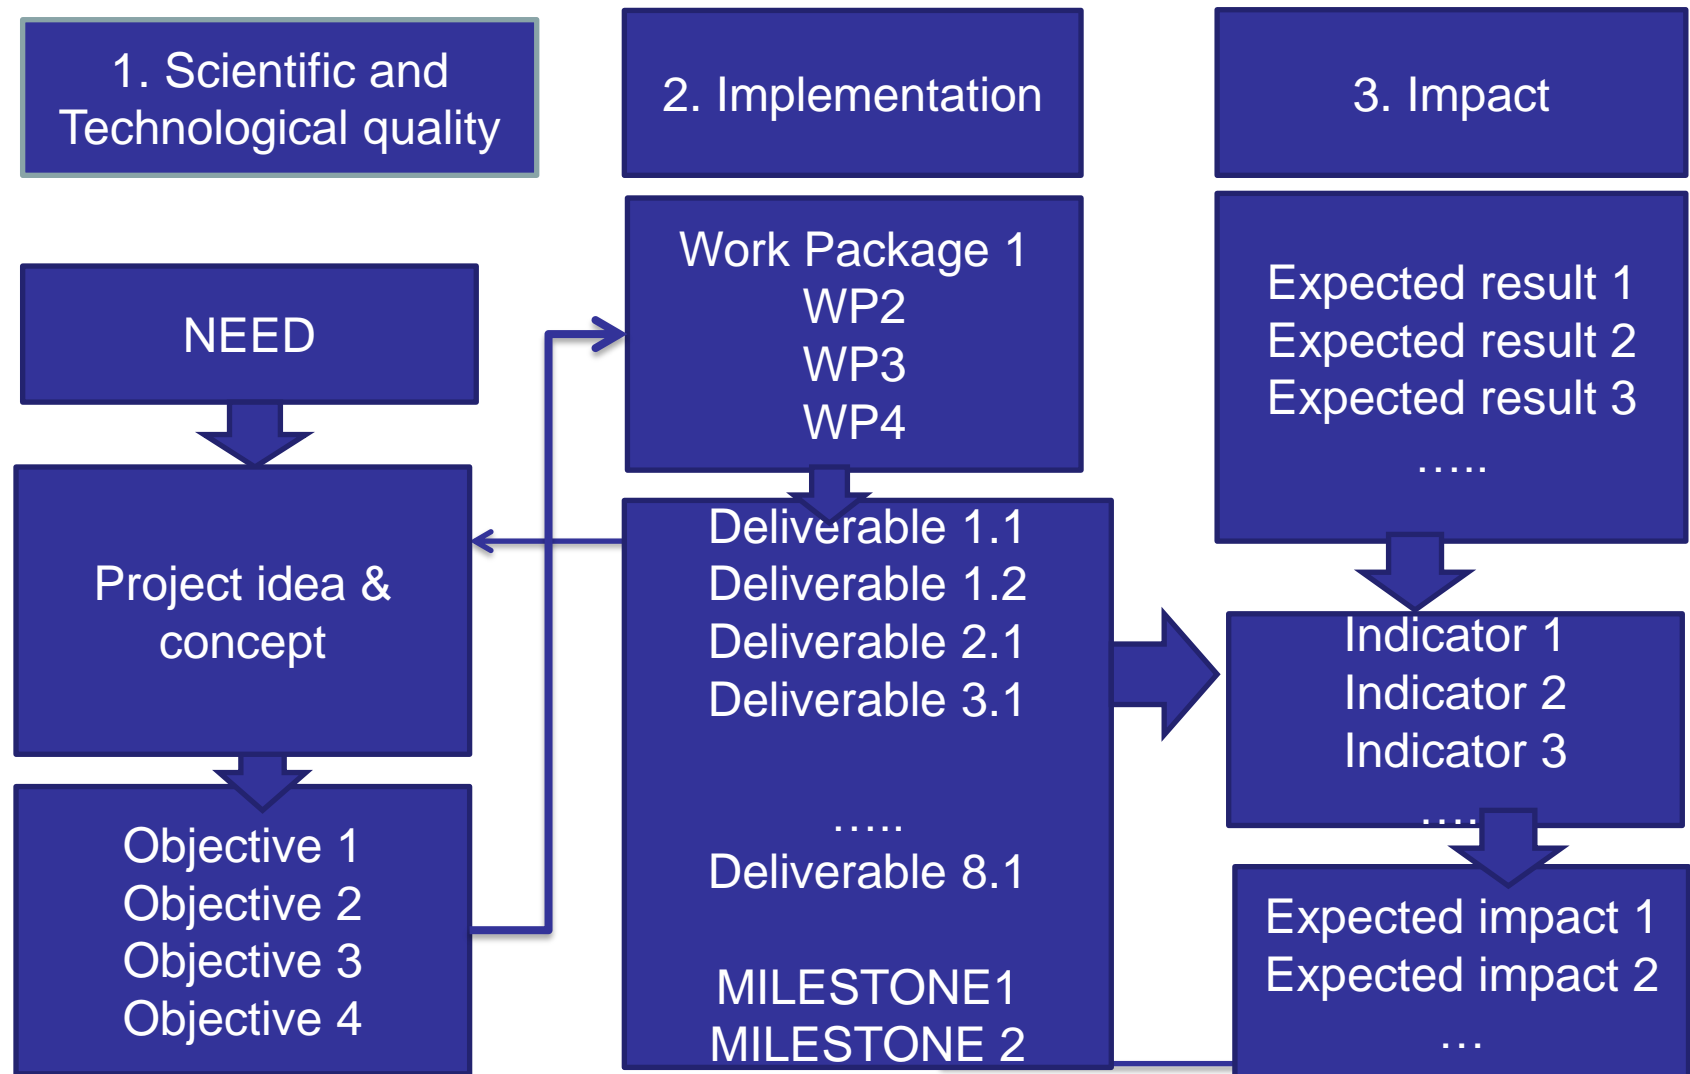 1. Scientific and
Technological quality
NEED
Project idea &
concept
Objective 1
Objective 2
Objective 3
Objective 4
2. Implementation
Work Package 1
WP2
WP3
WP4
Deliverable 1.1
Deliverable 1.2
Deliverable 2.1
Deliverable 3.1
…..
Deliverable 8.1
MILESTONE1
MILESTONE 2
3. Impact
Expected result 1
Expected result 2
Expected result 3
…..
Indicator 1
Indicator 2
Indicator 3
….
Expected impact 1
Expected impact 2
…